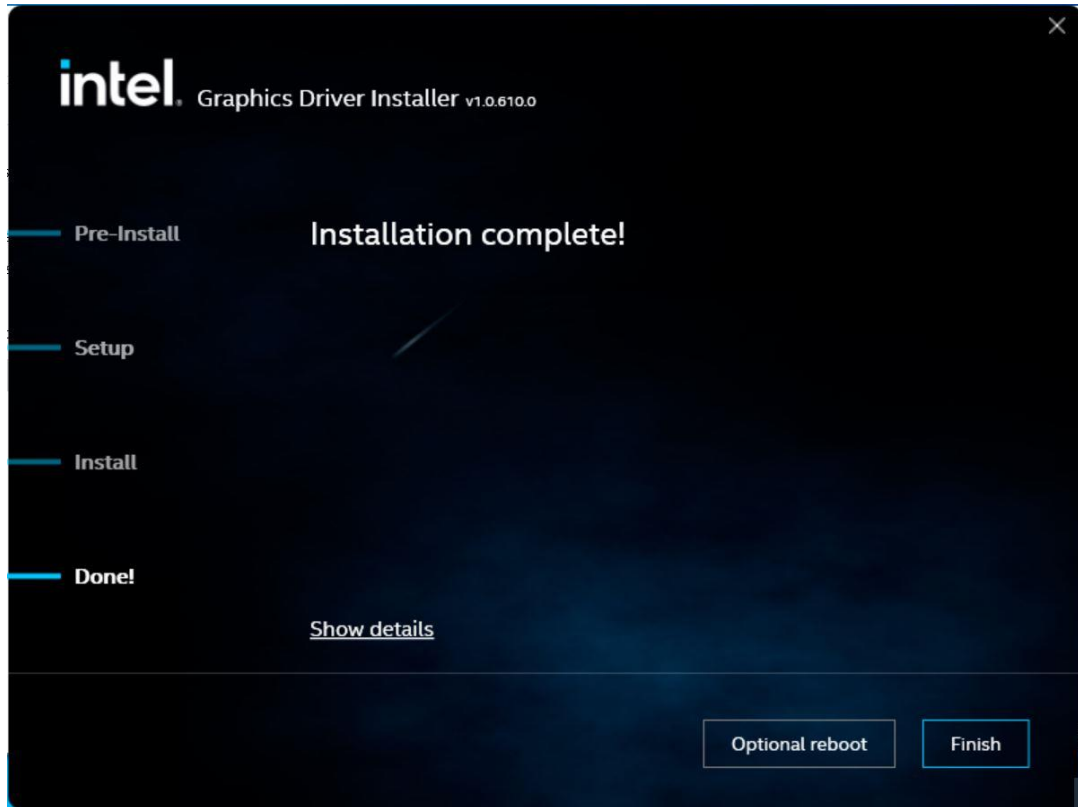 intel. Graphics Driver Installer v1.0.610.0
Pre-Install
Installation complete!
Setup
Install
Done!
Show details
Optional reboot
Finish